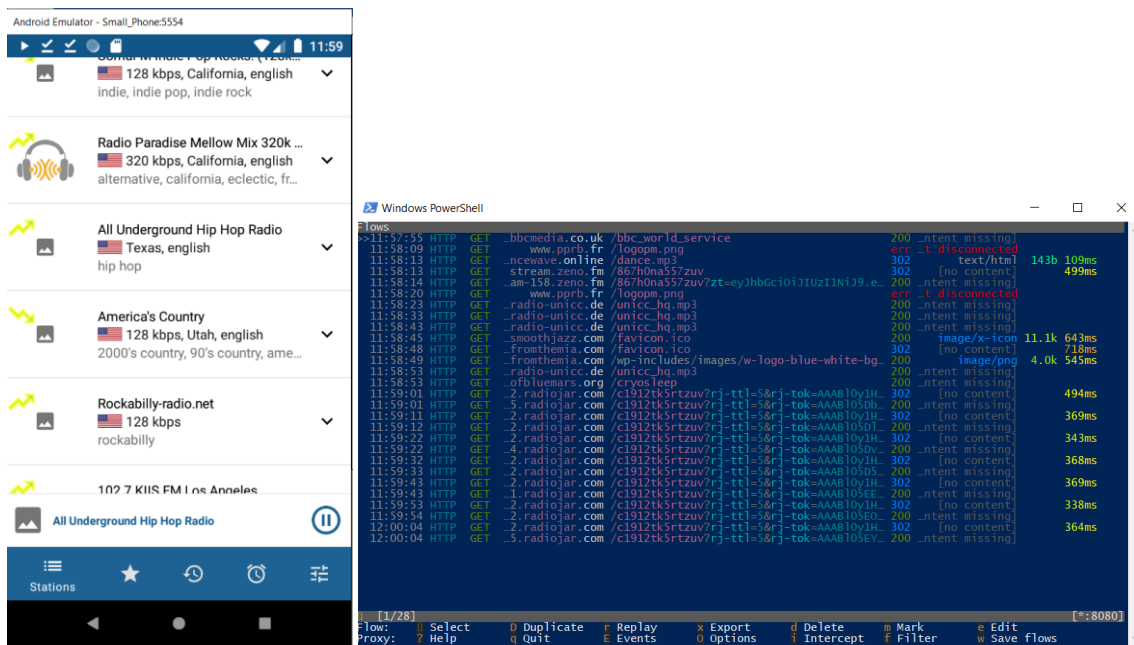 Android Emulator - Small_Phone:5554
11:59
128 kbps, California, english
indie, indie pop, indie rock
Radio Paradise Mellow Mix 320k ...
320 kbps, California, english
alternative, california, eclectic, fr...
All Underground Hip Hop Radio
Texas, english
hip hop
America's Country
128 kbps, Utah, english
2000's country, 90's country, ame...
Rockabilly-radio.net
128 kbps
rockabilly
102.7 KIIS FM Los Angeles
All Underground Hip Hop Radio
Stations
Windows PowerShell
Flows
>>11:57:55 HTTP GET …bbcmedia.co.uk /bbc_world_service 200 …ntent missing]
11:58:09 HTTP GET www.pprb.fr /logopm.png err …t disconnected
11:58:13 HTTP GET …ncewave.online /dance.mp3 302 text/html 143b 109ms
11:58:13 HTTP GET stream.zeno.fm /867h0na557zuv 302 [no content] 499ms
11:58:14 HTTP GET …am-158.zeno.fm /867h0na557zuv?zt=eyJhbGciOiJIUzI1NiJ9.e… 200 …ntent missing]
11:58:20 HTTP GET www.pprb.fr /logopm.png err …t disconnected
11:58:23 HTTP GET …radio-unicc.de /unicc_hq.mp3 200 …ntent missing]
11:58:33 HTTP GET …radio-unicc.de /unicc_hq.mp3 200 …ntent missing]
11:58:43 HTTP GET …radio-unicc.de /unicc_hq.mp3 200 …ntent missing]
11:58:45 HTTP GET …smoothjazz.com /favicon.ico 200 image/x-icon 11.1k 643ms
11:58:48 HTTP GET …fromthemia.com /favicon.ico 302 [no content] 718ms
11:58:49 HTTP GET …fromthemia.com /wp-includes/images/w-logo-blue-white-bg… 200 image/png 4.0k 545ms
11:58:53 HTTP GET …radio-unicc.de /unicc_hq.mp3 200 …ntent missing]
11:58:53 HTTP GET …ofbluemars.org /cryosleep 200 …ntent missing]
11:59:01 HTTP GET …2.radiojar.com /c1912tk5rtzuv?rj-ttl=5&rj-tok=AAABlOy1H… 302 [no content] 494ms
11:59:01 HTTP GET …5.radiojar.com /c1912tk5rtzuv?rj-ttl=5&rj-tok=AAABlO5Db… 200 …ntent missing]
11:59:11 HTTP GET …2.radiojar.com /c1912tk5rtzuv?rj-ttl=5&rj-tok=AAABlOy1H… 302 [no content] 369ms
11:59:12 HTTP GET …2.radiojar.com /c1912tk5rtzuv?rj-ttl=5&rj-tok=AAABlO5Dl… 200 …ntent missing]
11:59:22 HTTP GET …2.radiojar.com /c1912tk5rtzuv?rj-ttl=5&rj-tok=AAABlOy1H… 302 [no content] 343ms
11:59:22 HTTP GET …4.radiojar.com /c1912tk5rtzuv?rj-ttl=5&rj-tok=AAABlO5Dv… 200 …ntent missing]
11:59:32 HTTP GET …2.radiojar.com /c1912tk5rtzuv?rj-ttl=5&rj-tok=AAABlOy1H… 302 [no content] 368ms
11:59:33 HTTP GET …2.radiojar.com /c1912tk5rtzuv?rj-ttl=5&rj-tok=AAABlO5D5… 200 …ntent missing]
11:59:43 HTTP GET …2.radiojar.com /c1912tk5rtzuv?rj-ttl=5&rj-tok=AAABlOy1H… 302 [no content] 369ms
11:59:43 HTTP GET …1.radiojar.com /c1912tk5rtzuv?rj-ttl=5&rj-tok=AAABlO5EE… 200 …ntent missing]
11:59:53 HTTP GET …2.radiojar.com /c1912tk5rtzuv?rj-ttl=5&rj-tok=AAABlOy1H… 302 [no content] 338ms
11:59:54 HTTP GET …5.radiojar.com /c1912tk5rtzuv?rj-ttl=5&rj-tok=AAABlO5EO… 200 …ntent missing]
12:00:04 HTTP GET …2.radiojar.com /c1912tk5rtzuv?rj-ttl=5&rj-tok=AAABlOy1H… 302 [no content] 364ms
12:00:04 HTTP GET …5.radiojar.com /c1912tk5rtzuv?rj-ttl=5&rj-tok=AAABlO5EY… 200 …ntent missing]
[1/28] [*:8080]
Flow: Select D Duplicate r Replay x Export d Delete m Mark e Edit
Proxy: ? Help q Quit E Events O Options i Intercept f Filter w Save flows